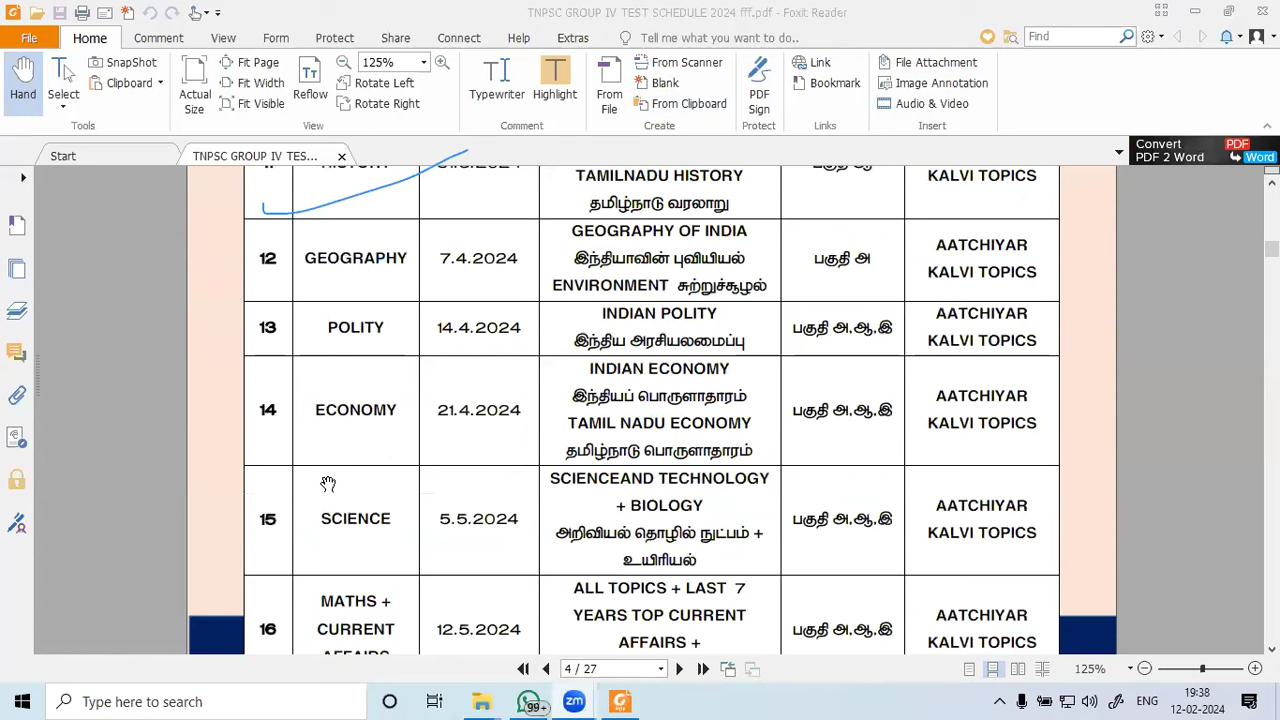 TNPSC GROUP IV TEST SCHEDULE 2024 fff.pdf - Foxit Reader
File Home Comment View Form Protect Share Connect Help Extras Tell me what you want to do... Find
Hand
Select
SnapShot
Clipboard
Tools
Actual Size
Fit Page
Fit Width
Fit Visible
Reflow
125%
Rotate Left
Rotate Right
View
Typewriter
Highlight
Comment
From File
From Scanner
Blank
From Clipboard
Create
PDF Sign
Protect
Link
Bookmark
Links
File Attachment
Image Annotation
Audio & Video
Insert
Start
TNPSC GROUP IV TES...
Convert PDF
PDF 2 Word Word
TAMILNADU HISTORY
KALVI TOPICS
தமிழ்நாடு வரலாறு
12 GEOGRAPHY 7.4.2024
GEOGRAPHY OF INDIA
இந்தியாவின் புவியியல்
ENVIRONMENT சுற்றுச்சூழல்
பகுதி அ
AATCHIYAR
KALVI TOPICS
13 POLITY 14.4.2024
INDIAN POLITY
இந்திய அரசியலமைப்பு
பகுதி அ,ஆ,இ
AATCHIYAR
KALVI TOPICS
14 ECONOMY 21.4.2024
INDIAN ECONOMY
இந்தியப் பொருளாதாரம்
TAMIL NADU ECONOMY
தமிழ்நாடு பொருளாதாரம்
பகுதி அ,ஆ,இ
AATCHIYAR
KALVI TOPICS
15 SCIENCE 5.5.2024
SCIENCEAND TECHNOLOGY
+ BIOLOGY
அறிவியல் தொழில் நுட்பம் +
உயிரியல்
பகுதி அ,ஆ,இ
AATCHIYAR
KALVI TOPICS
16
MATHS +
CURRENT
12.5.2024
ALL TOPICS + LAST 7
YEARS TOP CURRENT
AFFAIRS +
பகுதி அ,ஆ,இ
AATCHIYAR
KALVI TOPICS
4 / 27
125%
Type here to search
99+
zm
ENG
19:38
12-02-2024